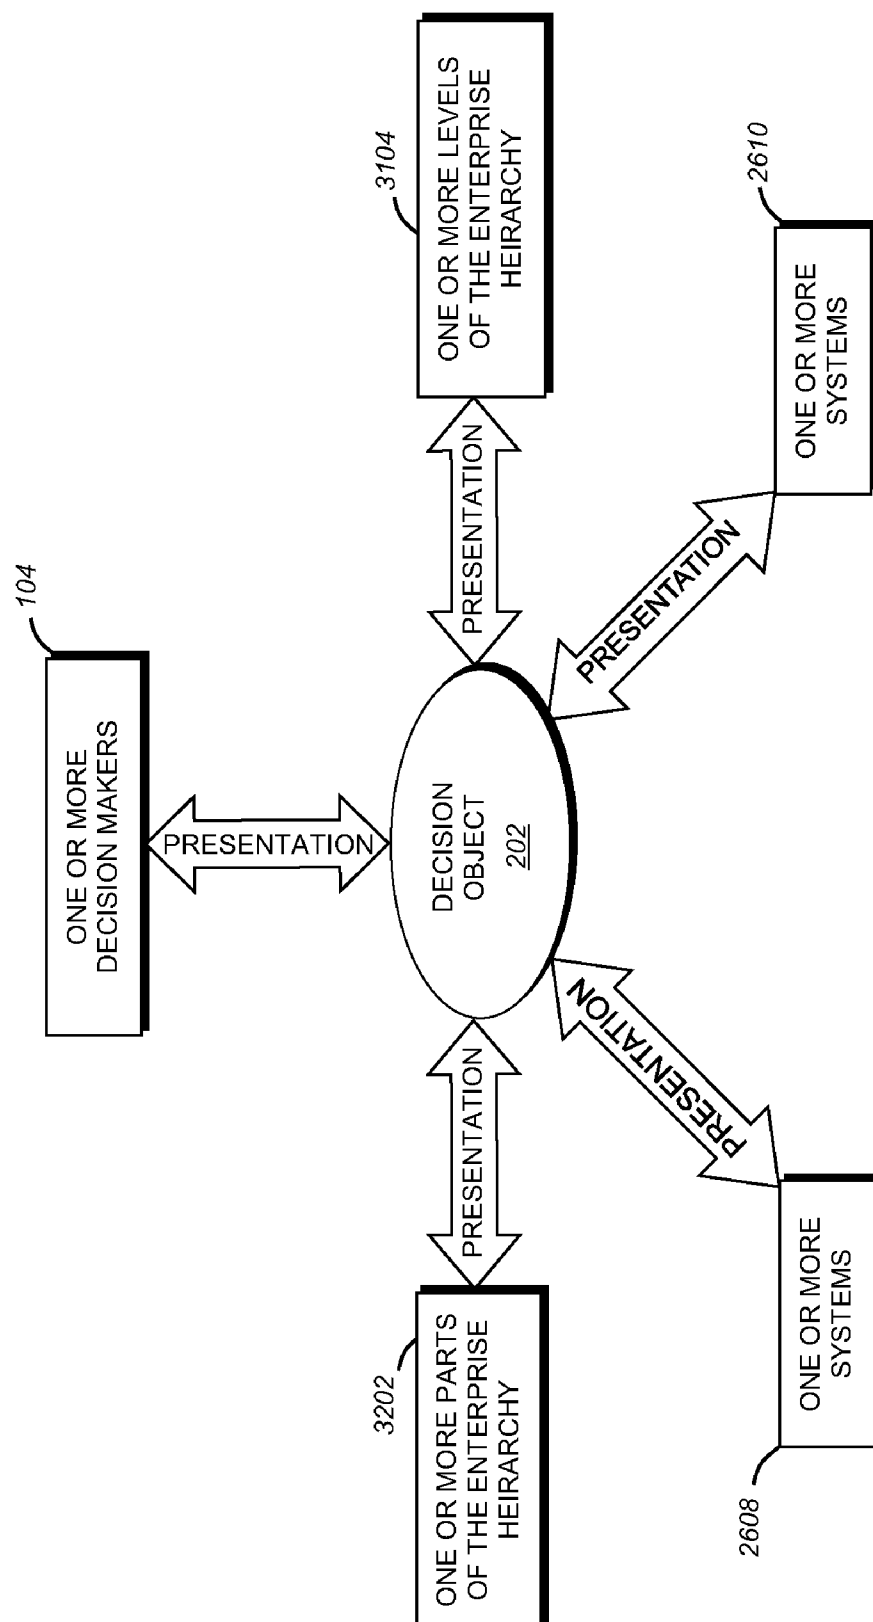 104
ONE OR MORE
DECISION MAKERS
PRESENTATION
3202
ONE OR MORE PARTS
OF THE ENTERPRISE
HEIRARCHY
PRESENTATION
DECISION
OBJECT
202
PRESENTATION
3104
ONE OR MORE LEVELS
OF THE ENTERPRISE
HEIRARCHY
PRESENTATION
PRESENTATION
2608
ONE OR MORE
SYSTEMS
2610
ONE OR MORE
SYSTEMS